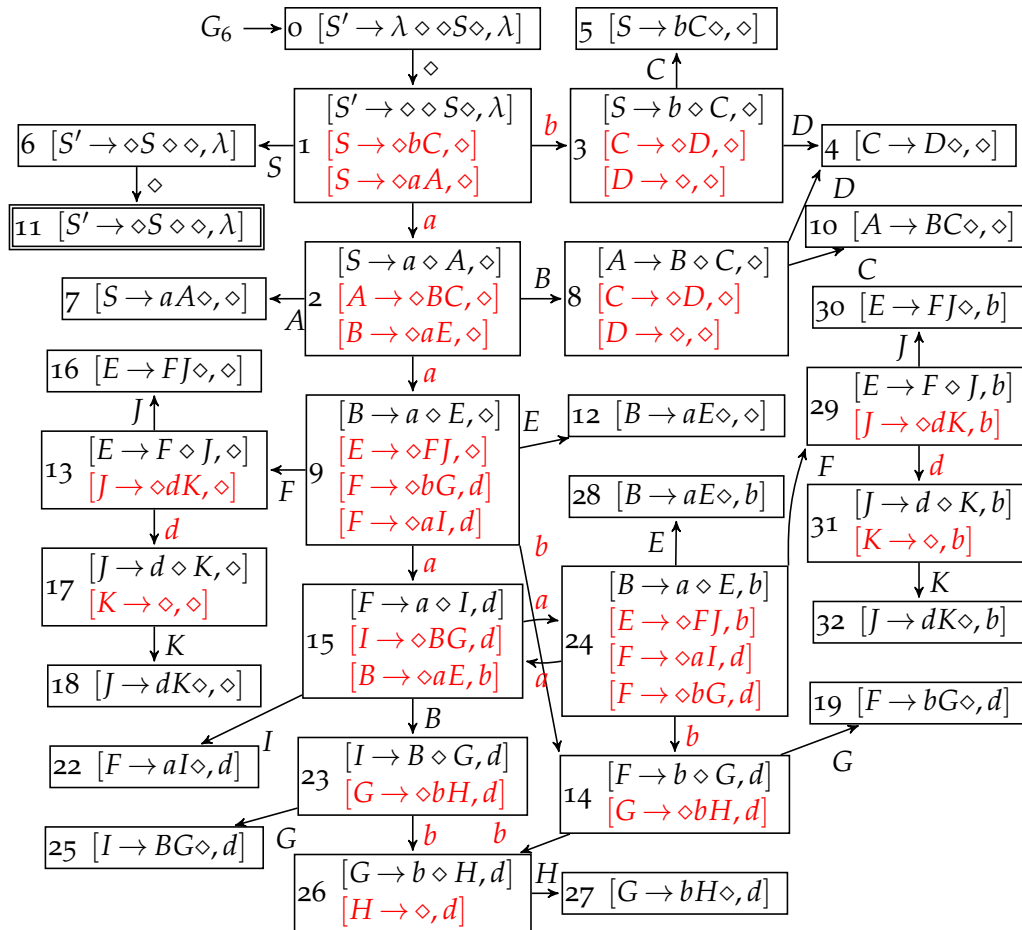 G₆ 0 [S′ → λ ⋄ ⋄S⋄, λ]
5 [S → bC⋄, ⋄]
⋄
C
1 [S′ → ⋄ ⋄ S⋄, λ]
[S → ⋄bC, ⋄]
[S → ⋄aA, ⋄]
b
3 [S → b ⋄ C, ⋄]
[C → ⋄D, ⋄]
[D → ⋄, ⋄]
D
4 [C → D⋄, ⋄]
6 [S′ → ⋄S ⋄ ⋄, λ]
S
⋄
11 [S′ → ⋄S ⋄ ⋄, λ]
a
D
10 [A → BC⋄, ⋄]
C
2 [S → a ⋄ A, ⋄]
[A → ⋄BC, ⋄]
[B → ⋄aE, ⋄]
B
8 [A → B ⋄ C, ⋄]
[C → ⋄D, ⋄]
[D → ⋄, ⋄]
7 [S → aA⋄, ⋄]
A
30 [E → FJ⋄, b]
J
16 [E → FJ⋄, ⋄]
J
a
29 [E → F ⋄ J, b]
[J → ⋄dK, b]
F
d
9 [B → a ⋄ E, ⋄]
[E → ⋄FJ, ⋄]
[F → ⋄bG, d]
[F → ⋄aI, d]
E
12 [B → aE⋄, ⋄]
13 [E → F ⋄ J, ⋄]
[J → ⋄dK, ⋄]
F
d
28 [B → aE⋄, b]
E
31 [J → d ⋄ K, b]
[K → ⋄, b]
K
a
b
17 [J → d ⋄ K, ⋄]
[K → ⋄, ⋄]
K
18 [J → dK⋄, ⋄]
15 [F → a ⋄ I, d]
[I → ⋄BG, d]
[B → ⋄aE, b]
a
a
24 [B → a ⋄ E, b]
[E → ⋄FJ, b]
[F → ⋄aI, d]
[F → ⋄bG, d]
32 [J → dK⋄, b]
19 [F → bG⋄, d]
G
I
B
b
22 [F → aI⋄, d]
23 [I → B ⋄ G, d]
[G → ⋄bH, d]
14 [F → b ⋄ G, d]
[G → ⋄bH, d]
G
b
b
25 [I → BG⋄, d]
26 [G → b ⋄ H, d]
[H → ⋄, d]
H
27 [G → bH⋄, d]